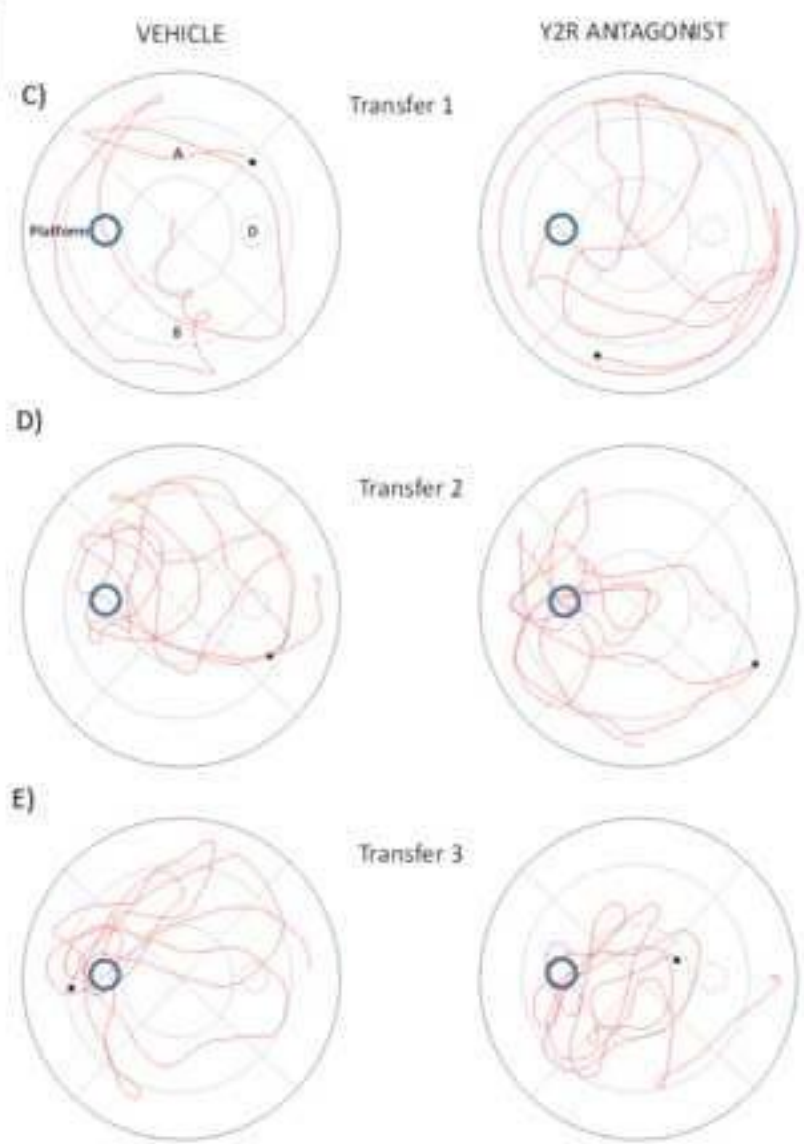 VEHICLE Y2R ANTAGONIST
C) Transfer 1
A
Platform D
B
D)
Transfer 2
E)
Transfer 3